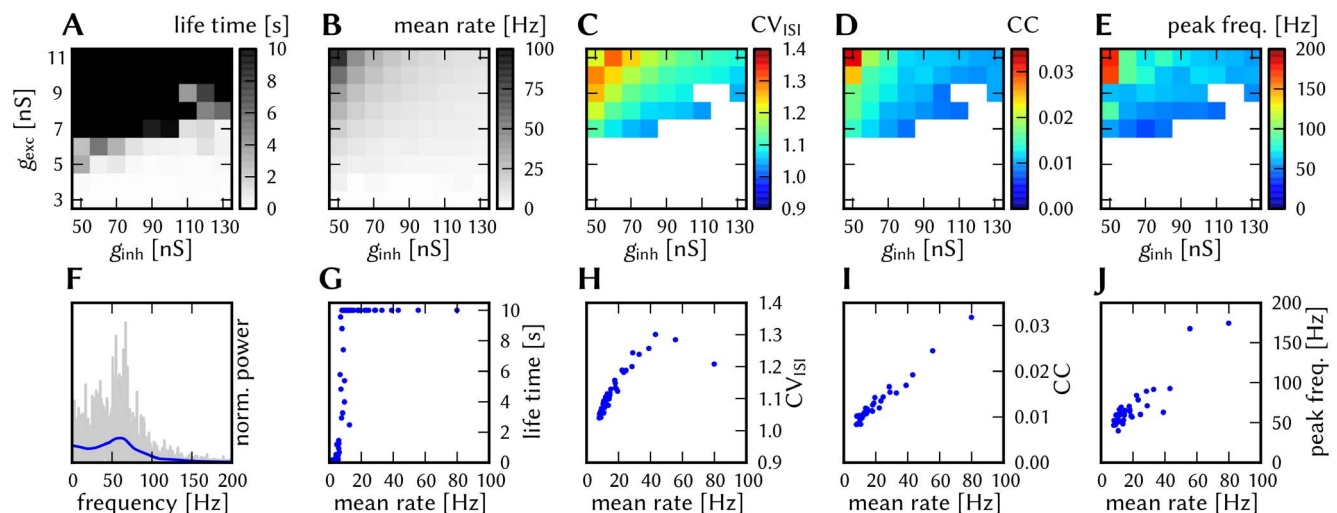 A life time [s] B mean rate [Hz] C CV_ISI D CC E peak freq. [Hz]
11 10 100 1.4 200
9 8 75 1.3 0.03 150
7 6 50 1.2 0.02 100
5 4 25 1.1 0.01 50
3 2 0 1.0 0.00 0
0 0.9
g_exc [nS]
50 70 90 110 130 50 70 90 110 130 50 70 90 110 130 50 70 90 110 130 50 70 90 110 130
g_inh [nS] g_inh [nS] g_inh [nS] g_inh [nS] g_inh [nS]
F G H I J
10 1.4 0.03 200
8 1.3 0.02 150
6 1.2 0.01 100
4 1.1 0.00 50
2 1.0 0
0 0.9
norm. power life time [s] CV_ISI CC peak freq. [Hz]
0 50 100 150 200 0 20 40 60 80 100 0 20 40 60 80 100 0 20 40 60 80 100 0 20 40 60 80 100
frequency [Hz] mean rate [Hz] mean rate [Hz] mean rate [Hz] mean rate [Hz]